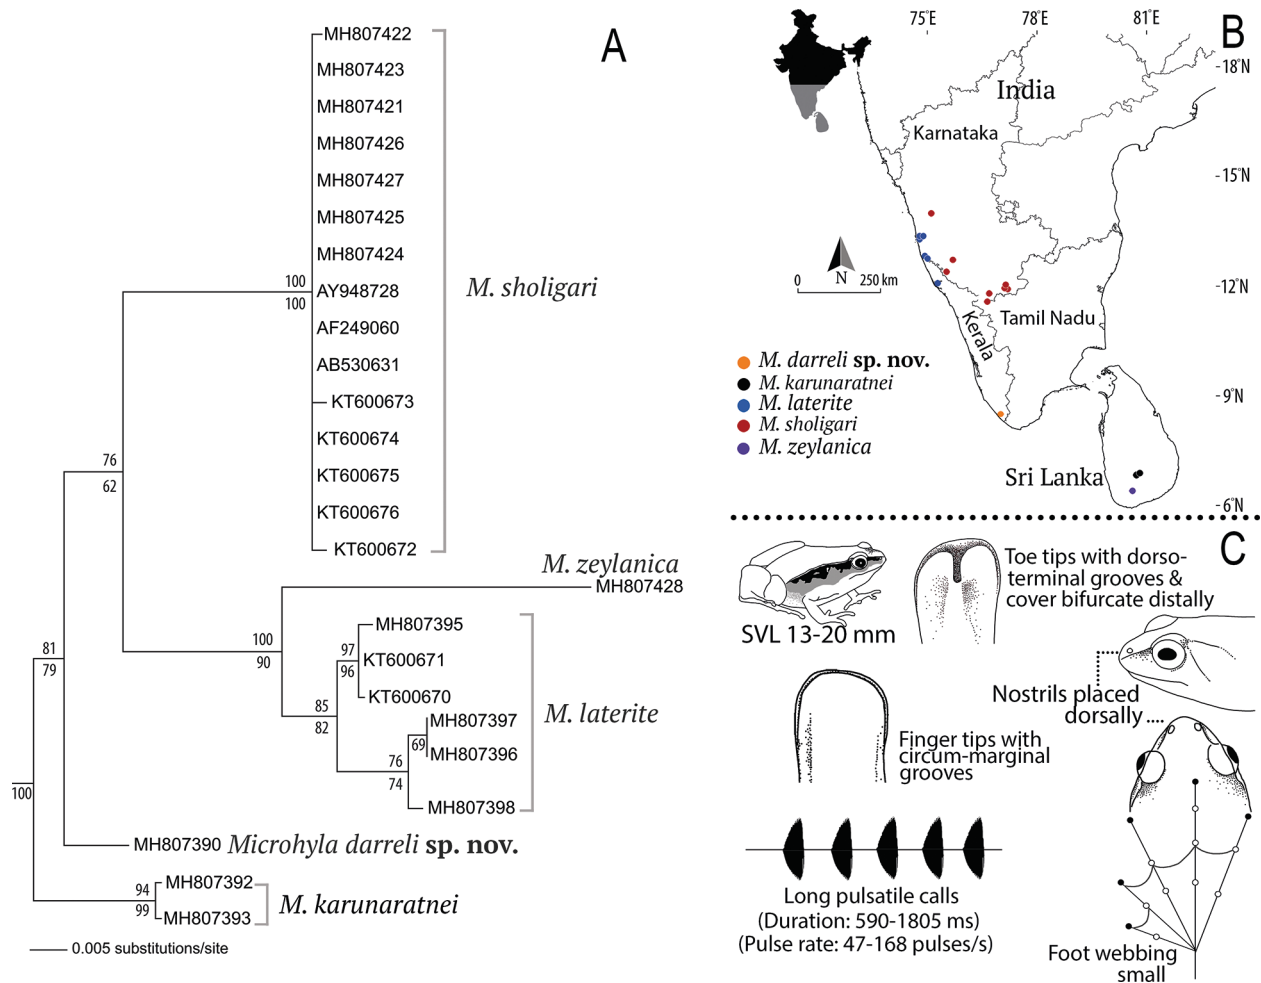 A
MH807422
MH807423
MH807421
MH807426
MH807427
MH807425
MH807424
100
100
AY948728
M. sholigari
AF249060
AB530631
KT600673
KT600674
KT600675
KT600676
KT600672
76
62
M. zeylanica
MH807428
100
90
MH807395
97
96
KT600671
KT600670
85
82
MH807397
69
MH807396
76
74
MH807398
M. laterite
81
79
100
MH807390 Microhyla darreli sp. nov.
94
99
MH807392
MH807393
M. karunaratnei
0.005 substitutions/site
B
75°E
78°E
81°E
-18°N
-15°N
-12°N
-9°N
-6°N
India
Karnataka
Kerala
Tamil Nadu
Sri Lanka
N
0
250 km
M. darreli sp. nov.
M. karunaratnei
M. laterite
M. sholigari
M. zeylanica
C
SVL 13-20 mm
Toe tips with dorso-
terminal grooves &
cover bifurcate distally
Nostrils placed
dorsally ....
Finger tips with
circum-marginal
grooves
Long pulsatile calls
(Duration: 590-1805 ms)
(Pulse rate: 47-168 pulses/s)
Foot webbing
small